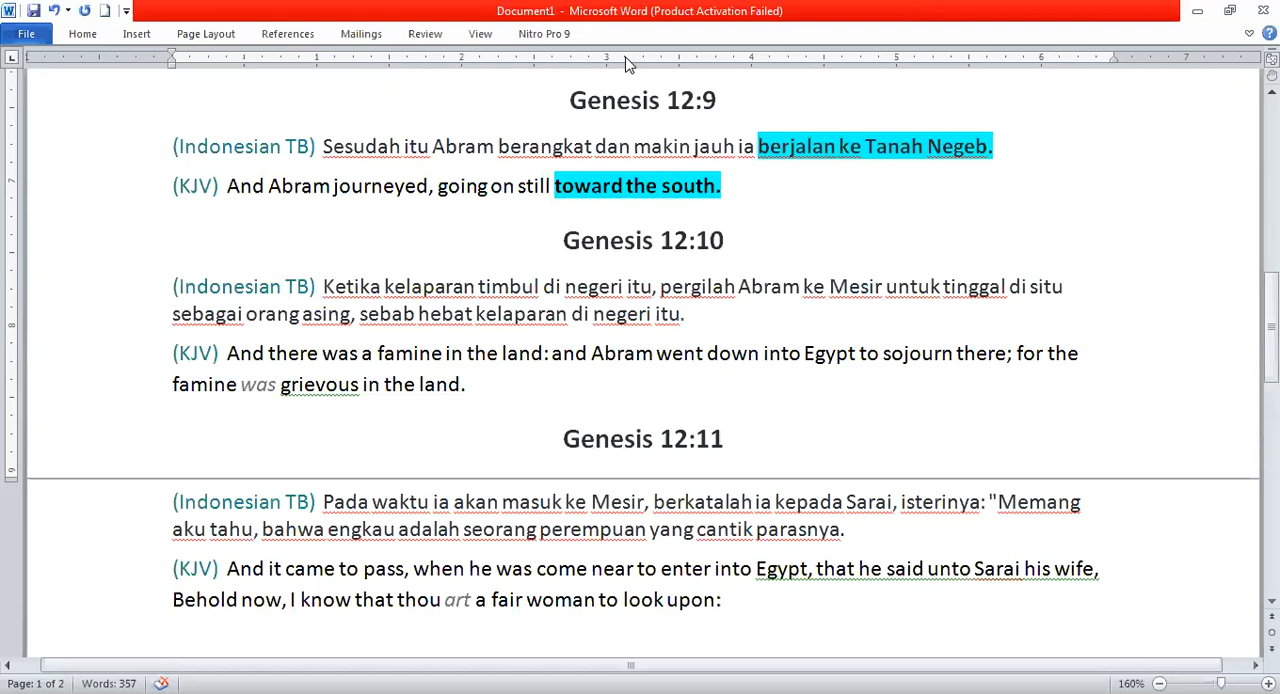 Document1 - Microsoft Word (Product Activation Failed)
File Home Insert Page Layout References Mailings Review View Nitro Pro 9
1 2 3 4 5 6 7
Genesis 12:9
(Indonesian TB) Sesudah itu Abram berangkat dan makin jauh ia berjalan ke Tanah Negeb.
(KJV) And Abram journeyed, going on still toward the south.
Genesis 12:10
(Indonesian TB) Ketika kelaparan timbul di negeri itu, pergilah Abram ke Mesir untuk tinggal di situ
sebagai orang asing, sebab hebat kelaparan di negeri itu.
(KJV) And there was a famine in the land: and Abram went down into Egypt to sojourn there; for the
famine was grievous in the land.
Genesis 12:11
(Indonesian TB) Pada waktu ia akan masuk ke Mesir, berkatalah ia kepada Sarai, isterinya: "Memang
aku tahu, bahwa engkau adalah seorang perempuan yang cantik parasnya.
(KJV) And it came to pass, when he was come near to enter into Egypt, that he said unto Sarai his wife,
Behold now, I know that thou art a fair woman to look upon:
Page: 1 of 2 Words: 357 160%